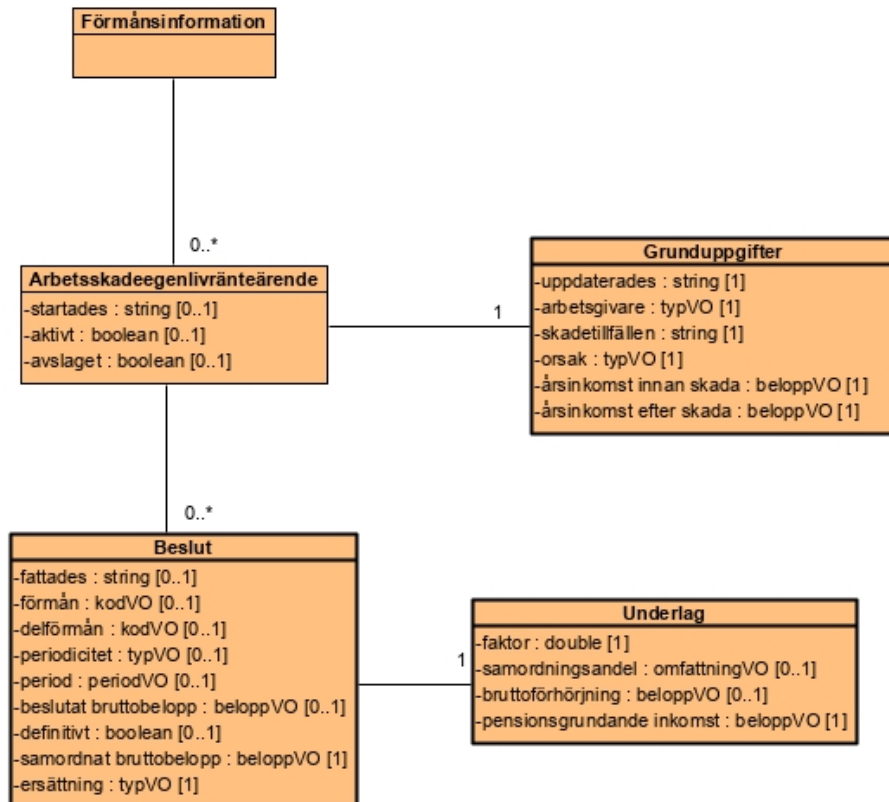 Förmånsinformation
0..*
Arbetsskadeegenlivränteärende
-startades : string [0..1]
-aktivt : boolean [0..1]
-avslaget : boolean [0..1]
1
Grunduppgifter
-uppdaterades : string [1]
-arbetsgivare : typVO [1]
-skadetillfällen : string [1]
-orsak : typVO [1]
-årsinkomst innan skada : beloppVO [1]
-årsinkomst efter skada : beloppVO [1]
0..*
Beslut
-fattades : string [0..1]
-förmån : kodVO [0..1]
-delförmån : kodVO [0..1]
-periodicitet : typVO [0..1]
-period : periodVO [0..1]
-beslutat bruttobelopp : beloppVO [0..1]
-definitivt : boolean [0..1]
-samordnat bruttobelopp : beloppVO [1]
-ersättning : typVO [1]
1
Underlag
-faktor : double [1]
-samordningsandel : omfattningVO [0..1]
-bruttoförhörjning : beloppVO [0..1]
-pensionsgrundande inkomst : beloppVO [1]